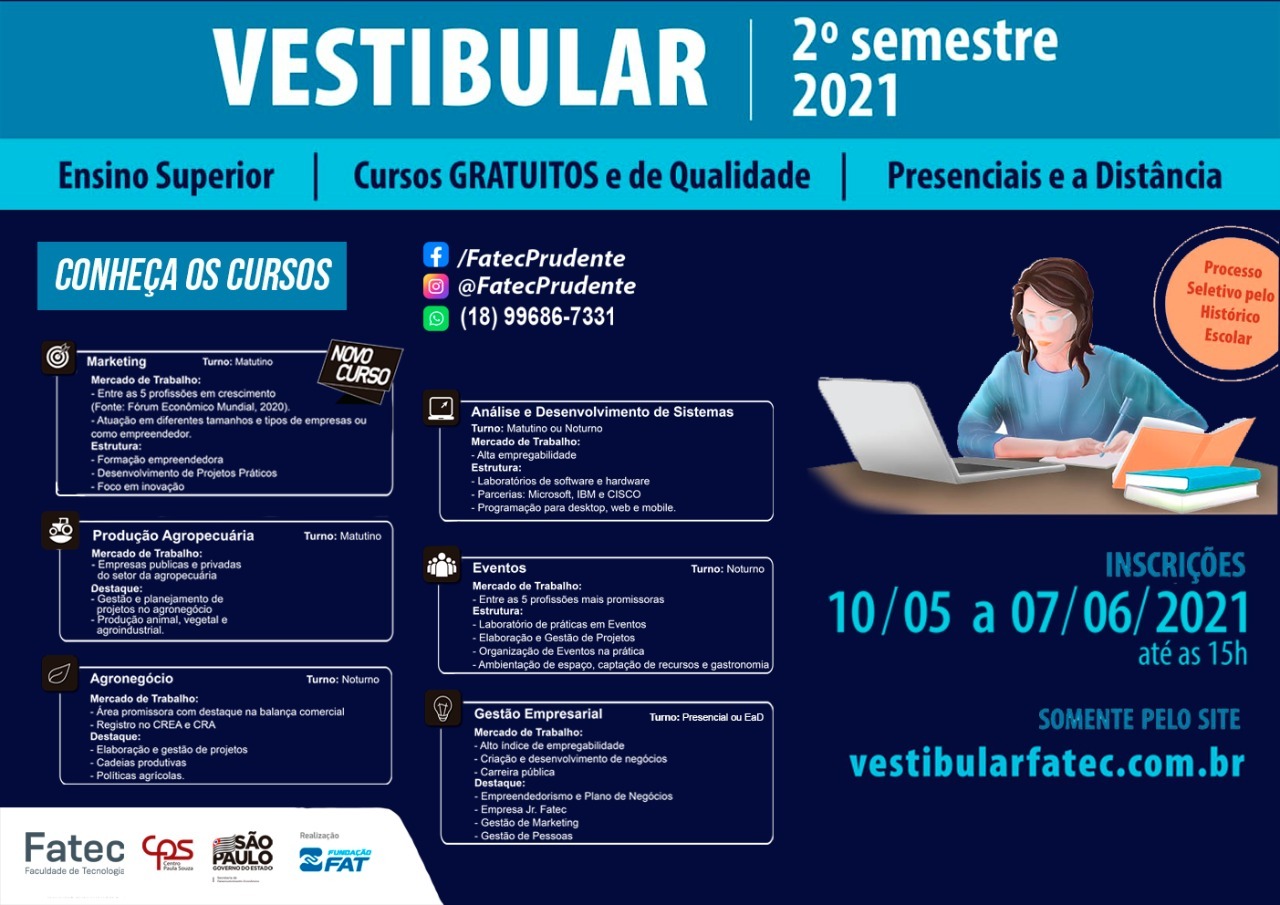 VESTIBULAR
2º semestre
2021
Ensino Superior | Cursos GRATUITOS e de Qualidade | Presenciais e a Distância
CONHEÇA OS CURSOS
/FatecPrudente
@FatecPrudente
(18) 99686-7331
Processo
Seletivo pelo
Histórico
Escolar
Marketing Turno: Matutino
NOVO
CURSO
Mercado de Trabalho:
- Entre as 5 profissões em crescimento
(Fonte: Fórum Econômico Mundial, 2020).
- Atuação em diferentes tamanhos e tipos de empresas ou
como empreendedor.
Estrutura:
- Formação empreendedora
- Desenvolvimento de Projetos Práticos
- Foco em inovação
Produção Agropecuária Turno: Matutino
Mercado de Trabalho:
- Empresas publicas e privadas
do setor da agropecuária
Destaque:
- Gestão e planejamento de
projetos no agronegócio
- Produção animal, vegetal e
agroindustrial.
Agronegócio Turno: Noturno
Mercado de Trabalho:
- Área promissora com destaque na balança comercial
- Registro no CREA e CRA
Destaque:
- Elaboração e gestão de projetos
- Cadeias produtivas
- Políticas agrícolas.
Análise e Desenvolvimento de Sistemas
Turno: Matutino ou Noturno
Mercado de Trabalho:
- Alta empregabilidade
Estrutura:
- Laboratórios de software e hardware
- Parcerias: Microsoft, IBM e CISCO
- Programação para desktop, web e mobile.
Eventos Turno: Noturno
Mercado de Trabalho:
- Entre as 5 profissões mais promissoras
Estrutura:
- Laboratório de práticas em Eventos
- Elaboração e Gestão de Projetos
- Organização de Eventos na prática
- Ambientação de espaço, captação de recursos e gastronomia
Gestão Empresarial Turno: Presencial ou EaD
Mercado de Trabalho:
- Alto índice de empregabilidade
- Criação e desenvolvimento de negócios
- Carreira pública
Destaque:
- Empreendedorismo e Plano de Negócios
- Empresa Jr. Fatec
- Gestão de Marketing
- Gestão de Pessoas
INSCRIÇÕES
10/05 a 07/06/2021
até as 15h
SOMENTE PELO SITE
vestibularfatec.com.br
Fatec
Faculdade de Tecnologia
CPS
Centro
Paula Souza
SÃO
PAULO
GOVERNO DO ESTADO
Realização
FUNDAÇÃO
FAT